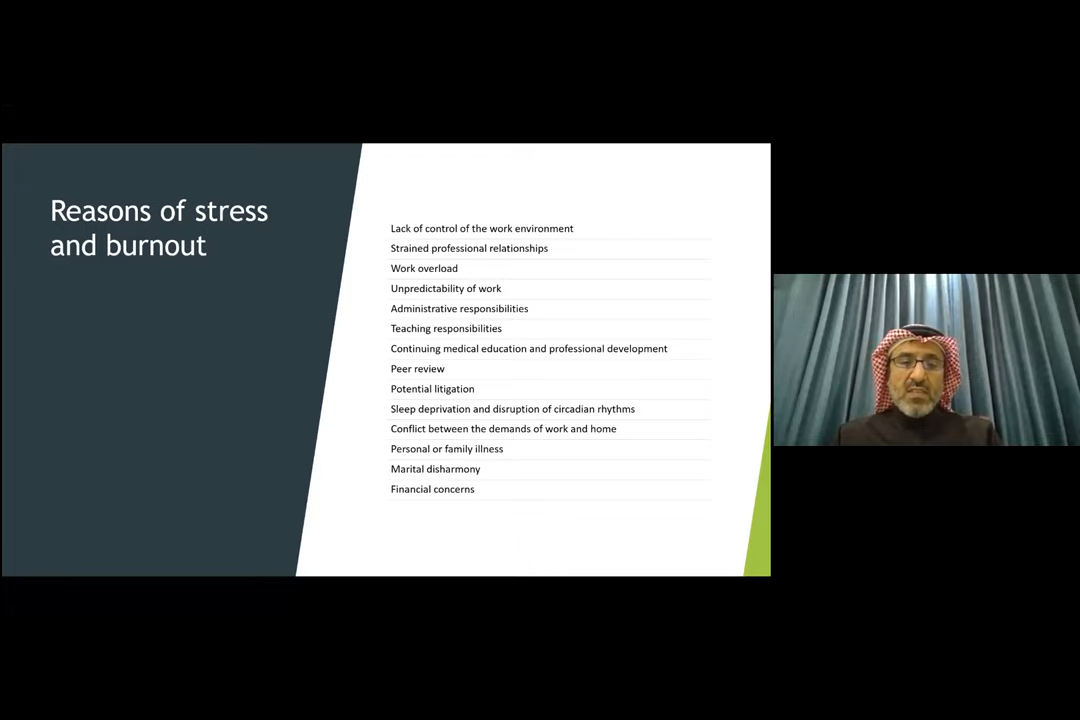 Reasons of stress
and burnout
Lack of control of the work environment
Strained professional relationships
Work overload
Unpredictability of work
Administrative responsibilities
Teaching responsibilities
Continuing medical education and professional development
Peer review
Potential litigation
Sleep deprivation and disruption of circadian rhythms
Conflict between the demands of work and home
Personal or family illness
Marital disharmony
Financial concerns